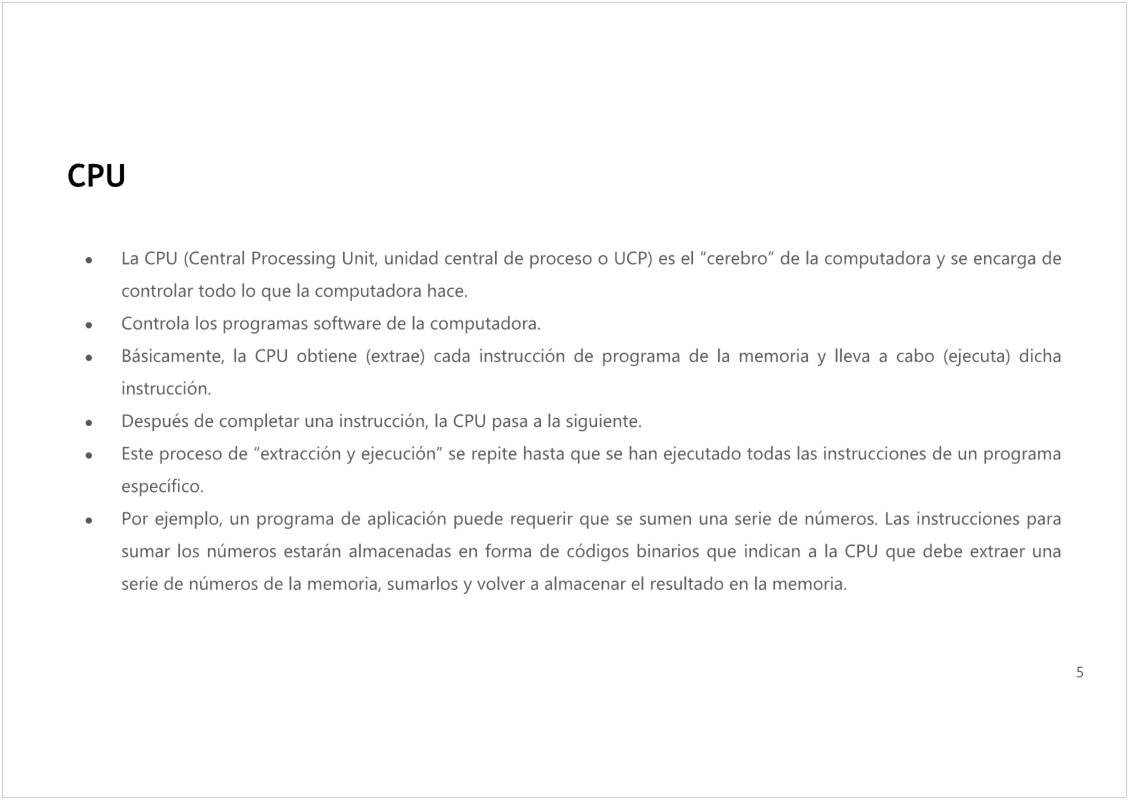 CPU
● La CPU (Central Processing Unit, unidad central de proceso o UCP) es el “cerebro” de la computadora y se encarga de
controlar todo lo que la computadora hace.
● Controla los programas software de la computadora.
● Básicamente, la CPU obtiene (extrae) cada instrucción de programa de la memoria y lleva a cabo (ejecuta) dicha
instrucción.
● Después de completar una instrucción, la CPU pasa a la siguiente.
● Este proceso de “extracción y ejecución” se repite hasta que se han ejecutado todas las instrucciones de un programa
específico.
● Por ejemplo, un programa de aplicación puede requerir que se sumen una serie de números. Las instrucciones para
sumar los números estarán almacenadas en forma de códigos binarios que indican a la CPU que debe extraer una
serie de números de la memoria, sumarlos y volver a almacenar el resultado en la memoria.
5